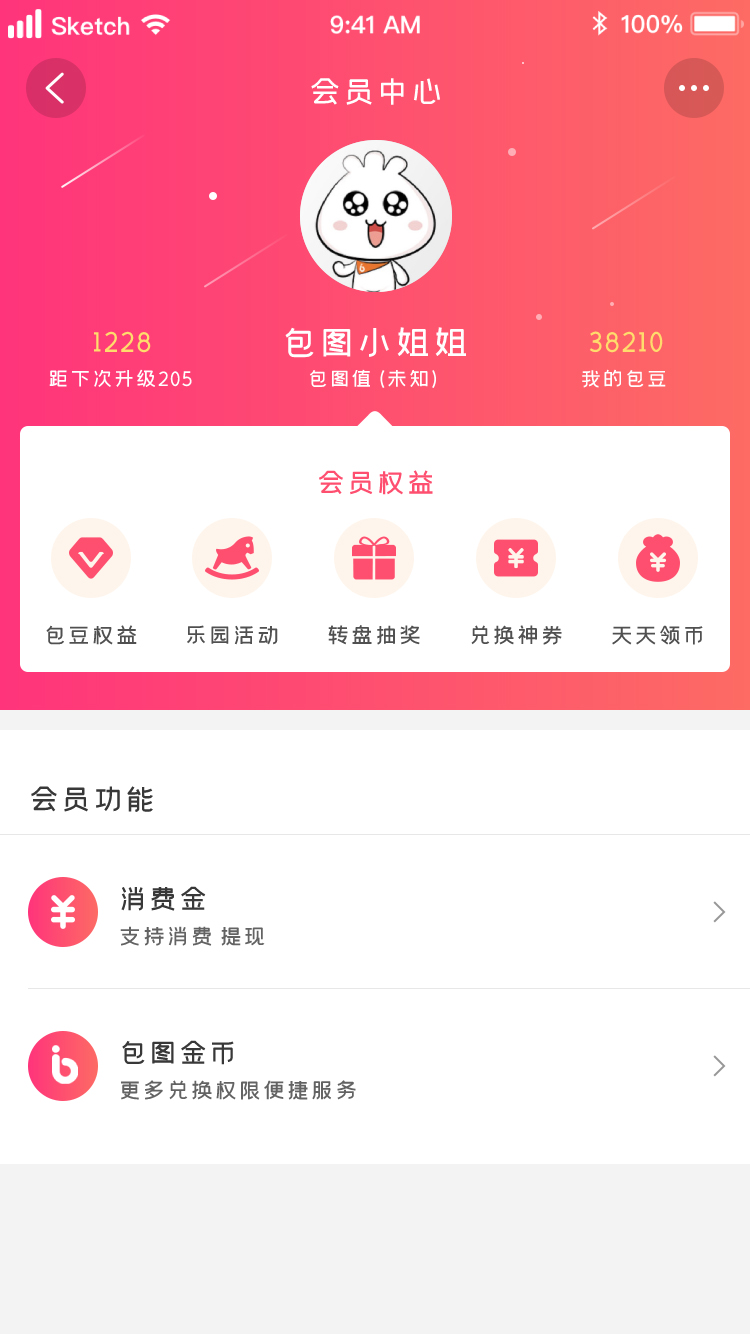 Sketch 9:41 AM 100%
会员中心
1228 包图小姐姐 38210
距下次升级205 包图值 (未知) 我的包豆
会员权益
包豆权益 乐园活动 转盘抽奖 兑换神券 天天领币
会员功能
消费金
支持消费 提现
包图金币
更多兑换权限便捷服务